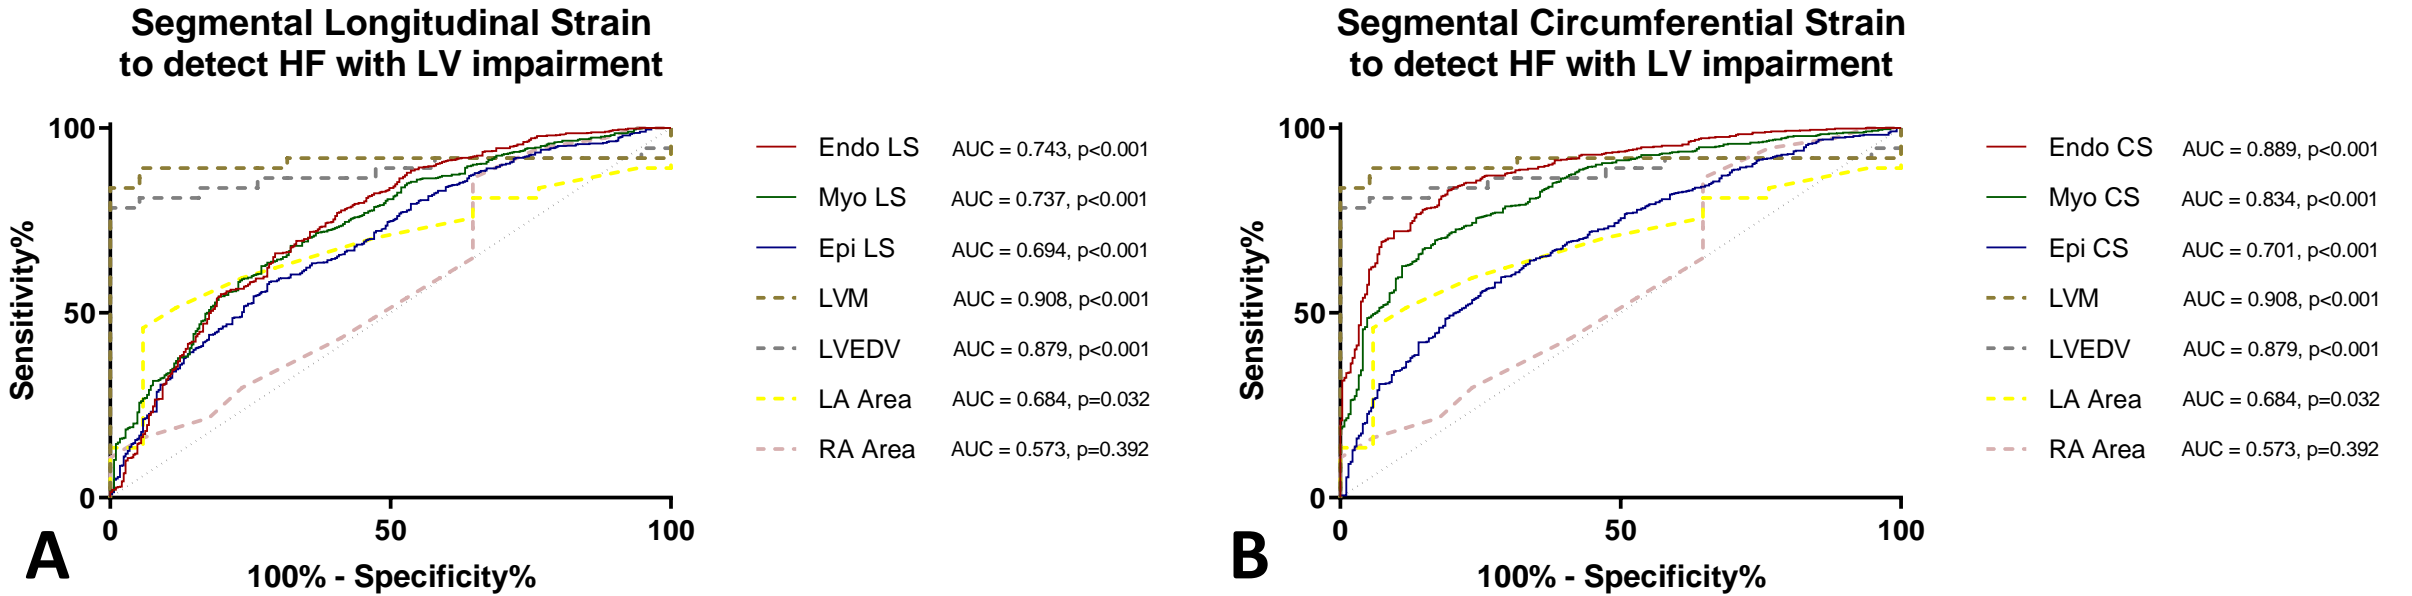 Segmental Longitudinal Strain
to detect HF with LV impairment
100
50
0
Sensitivity%
0 50 100
100% - Specificity%
A
Endo LS AUC = 0.743, p<0.001
Myo LS AUC = 0.737, p<0.001
Epi LS AUC = 0.694, p<0.001
LVM AUC = 0.908, p<0.001
LVEDV AUC = 0.879, p<0.001
LA Area AUC = 0.684, p=0.032
RA Area AUC = 0.573, p=0.392
Segmental Circumferential Strain
to detect HF with LV impairment
100
50
0
Sensitivity%
0 50 100
100% - Specificity%
B
Endo CS AUC = 0.889, p<0.001
Myo CS AUC = 0.834, p<0.001
Epi CS AUC = 0.701, p<0.001
LVM AUC = 0.908, p<0.001
LVEDV AUC = 0.879, p<0.001
LA Area AUC = 0.684, p=0.032
RA Area AUC = 0.573, p=0.392